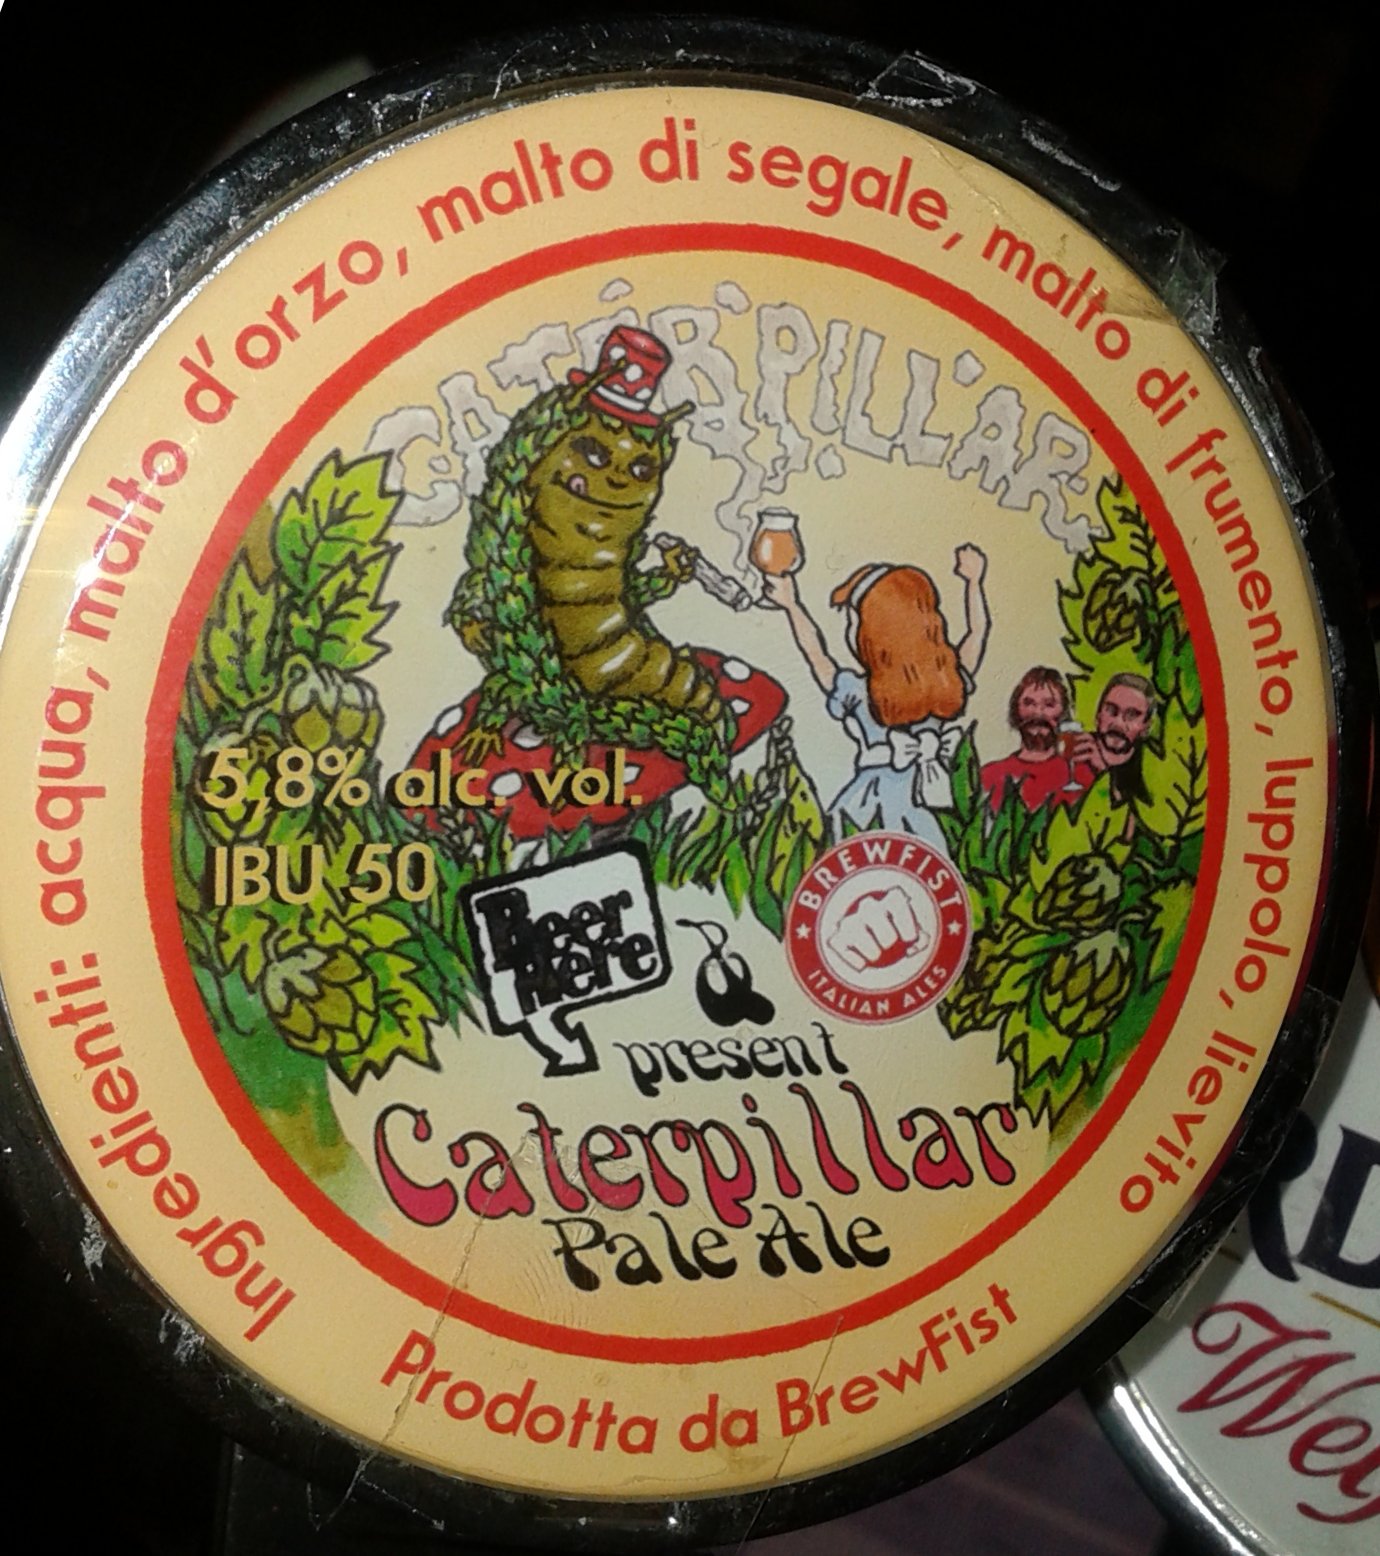 Ingredienti: acqua, malto d'orzo, malto di segale, malto di frumento, luppolo, lievito
CATERPILLAR
5,8% alc. vol.
IBU 50
Beer
Here
&
BREWFIST
ITALIAN ALES
present
Caterpillar
Pale Ale
Prodotta da BrewFist